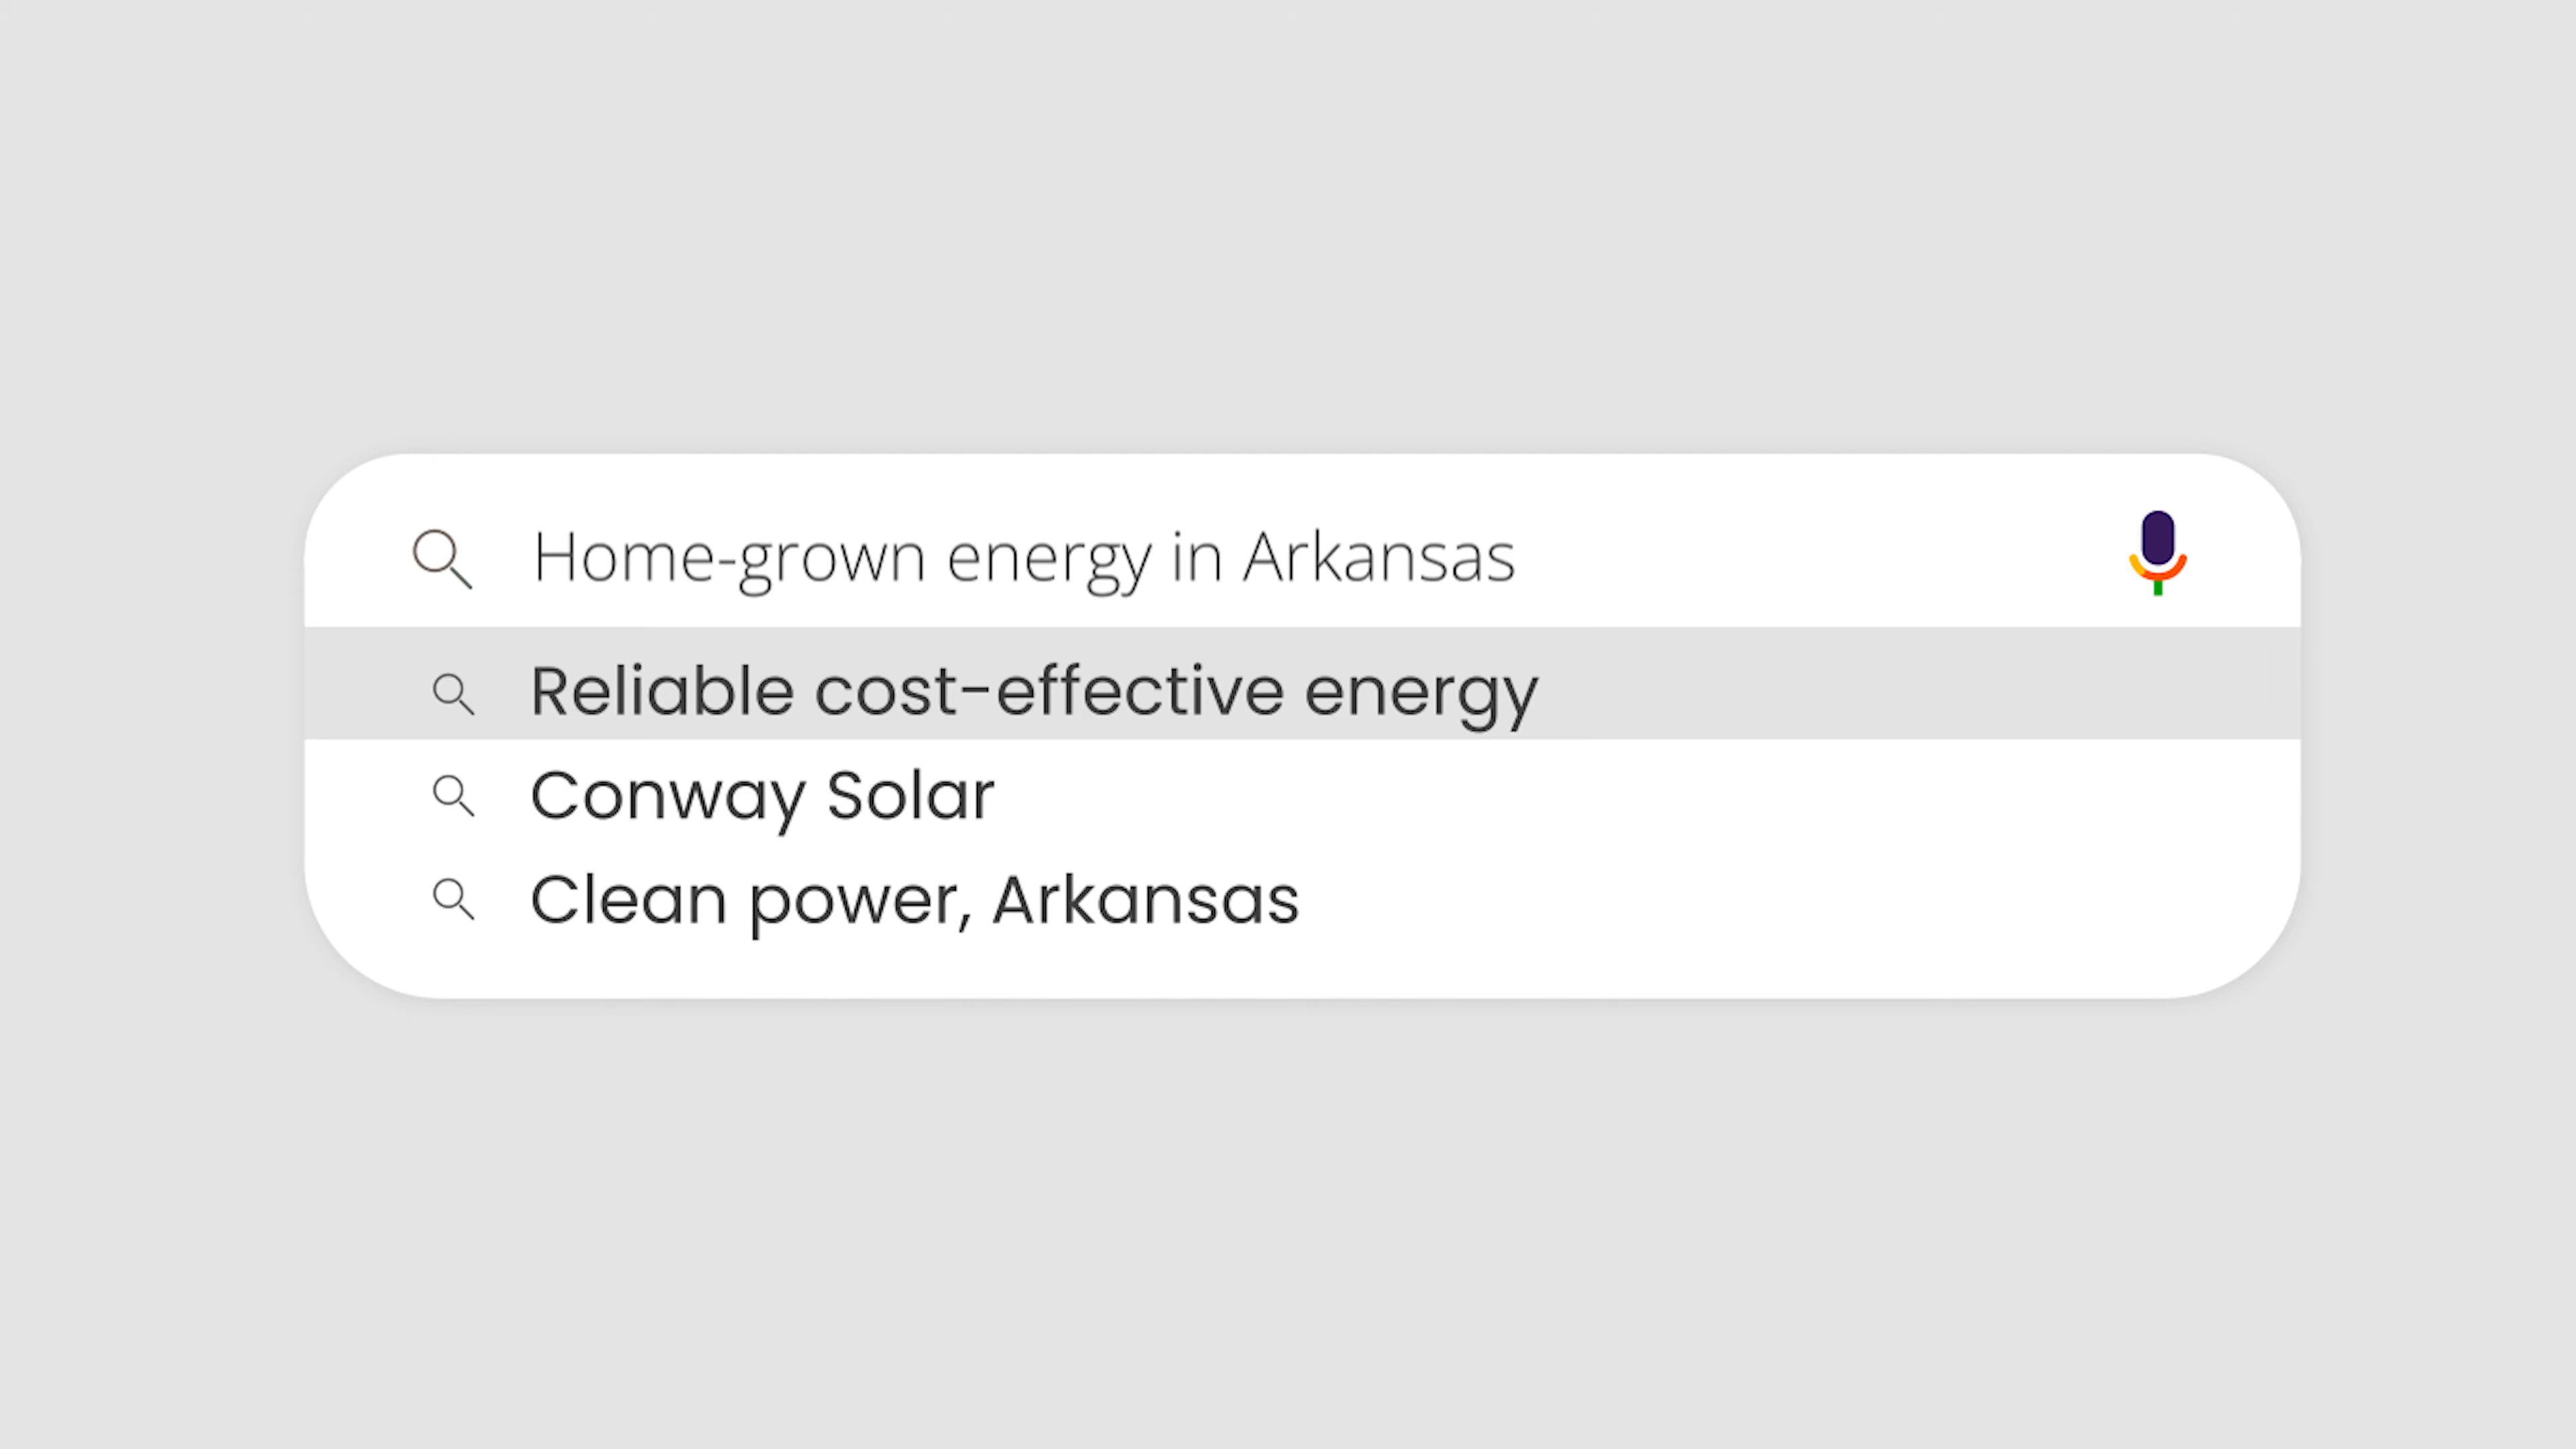 Home-grown energy in Arkansas
Reliable cost-effective energy
Conway Solar
Clean power, Arkansas